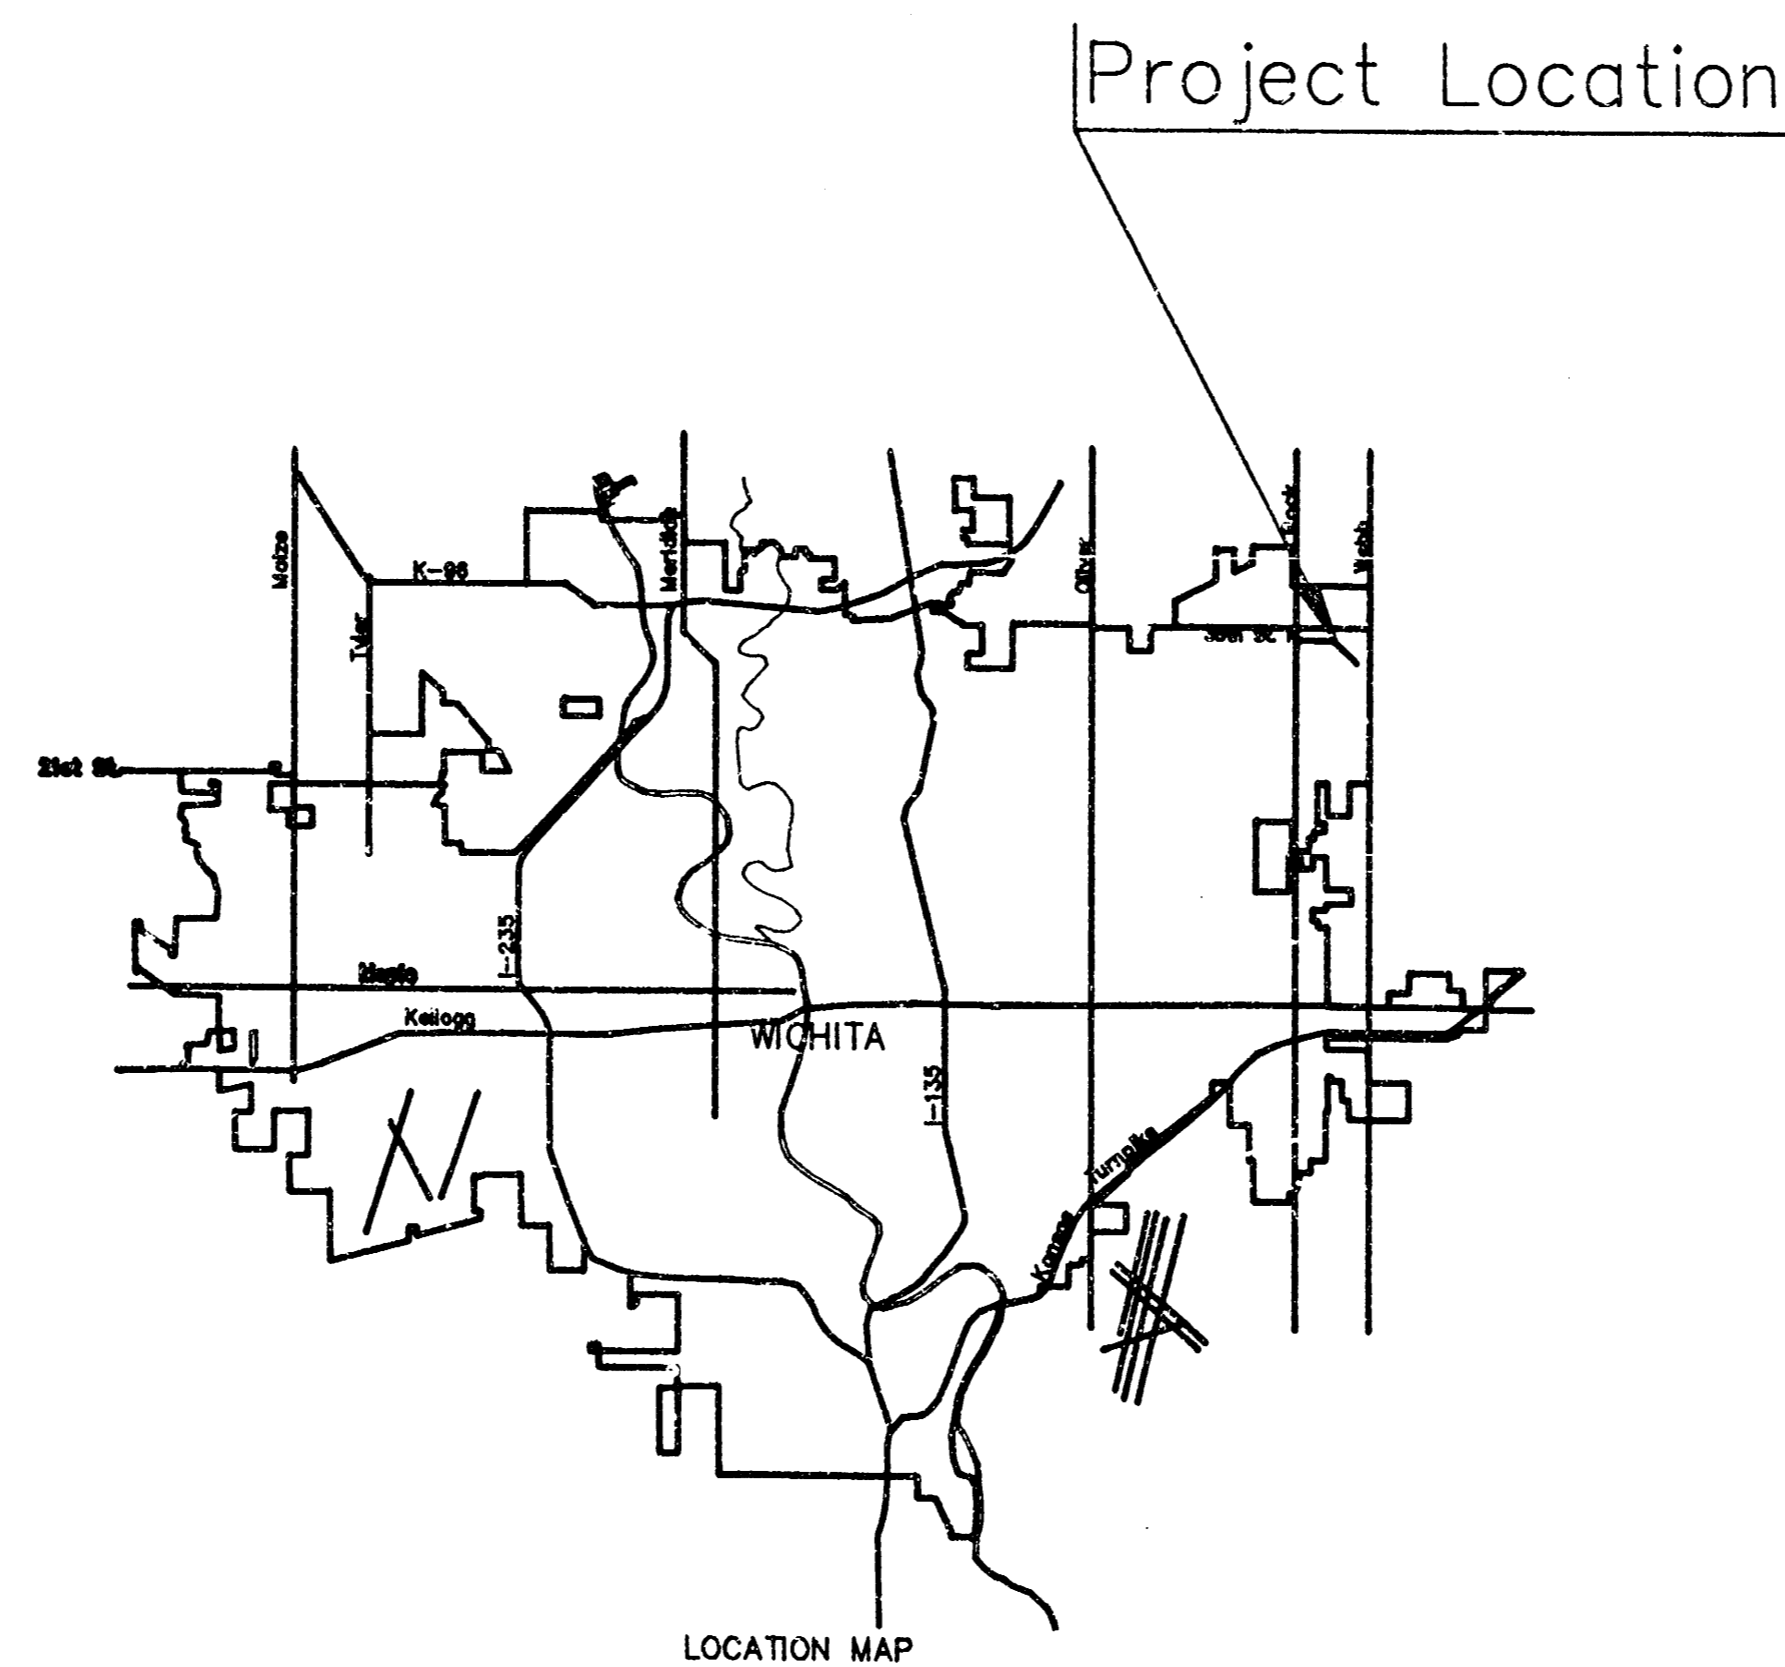 Project Location
Maize
Tyler
K-96
Meridian
Oliver
Rock
Webb
21st St.
I-235
Maple
Kellogg
WICHITA
I-135
Kansas
Turnpike
LOCATION MAP